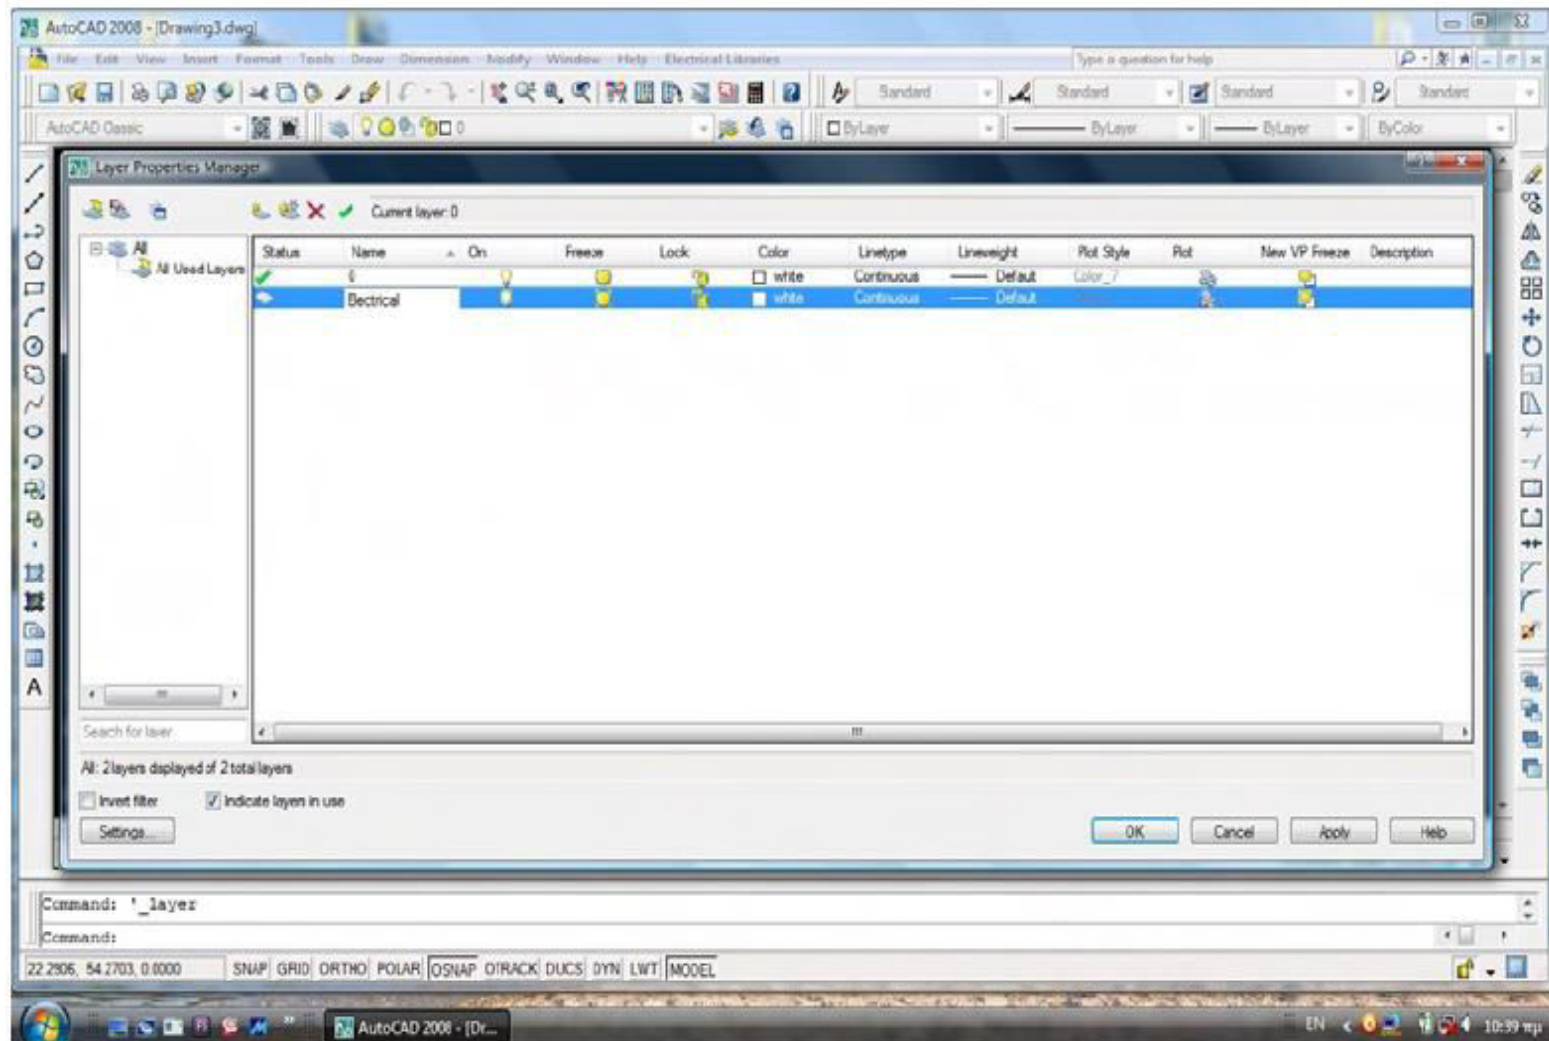 AutoCAD 2008 - [Drawing3.dwg]
File Edit View Insert Format Tools Draw Dimension Modify Window Help Electrical Libraries
Type a question for help
Standard Standard Standard Standard
AutoCAD Classic
0
ByLayer ByLayer ByLayer ByColor
Layer Properties Manager
Current layer: 0
All
All Used Layers
Status Name On Freeze Lock Color Linetype Lineweight Plot Style Plot New VP Freeze Description
0 white Continuous Default Color_7
Electrical white Continuous Default
Search for layer
All: 2 layers displayed of 2 total layers
Invert filter Indicate layers in use
Settings...
OK Cancel Apply Help
Command: '_layer
Command:
22.2906, 54.2703, 0.0000 SNAP GRID ORTHO POLAR OSNAP OTRACK DUCS DYN LWT MODEL
AutoCAD 2008 - [Dr...
EN
10:39 πμ